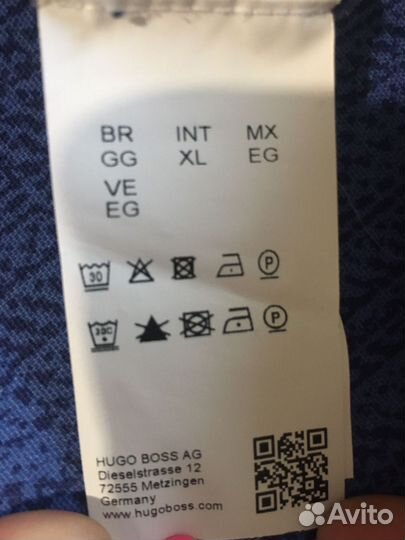 BR INT MX
GG XL EG
VE
EG
30 P
30C P
HUGO BOSS AG
Dieselstrasse 12
72555 Metzingen
Germany
www.hugoboss.com
Avito